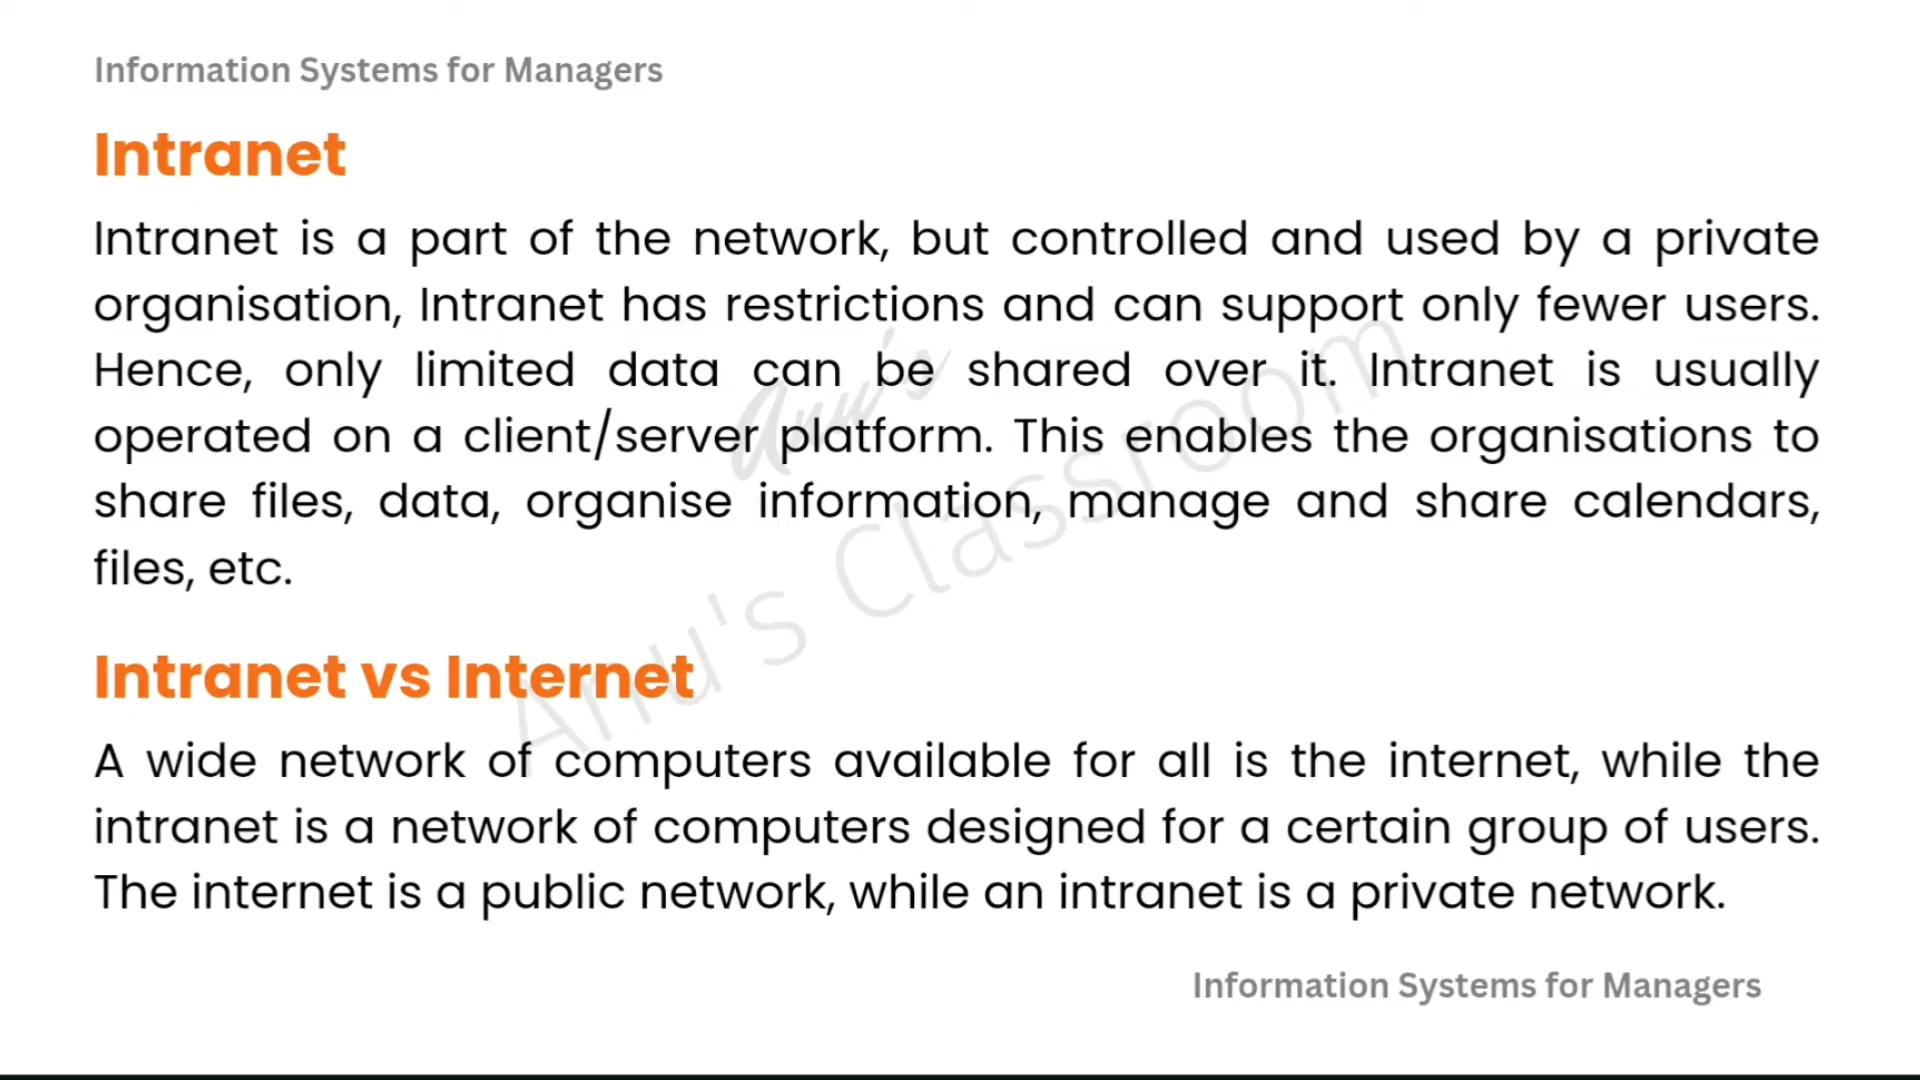 Information Systems for Managers
Intranet
Intranet is a part of the network, but controlled and used by a private
organisation, Intranet has restrictions and can support only fewer users.
Hence, only limited data can be shared over it. Intranet is usually
operated on a client/server platform. This enables the organisations to
share files, data, organise information, manage and share calendars,
files, etc.
Anu's
Anu's Classroom
Intranet vs Internet
A wide network of computers available for all is the internet, while the
intranet is a network of computers designed for a certain group of users.
The internet is a public network, while an intranet is a private network.
Information Systems for Managers